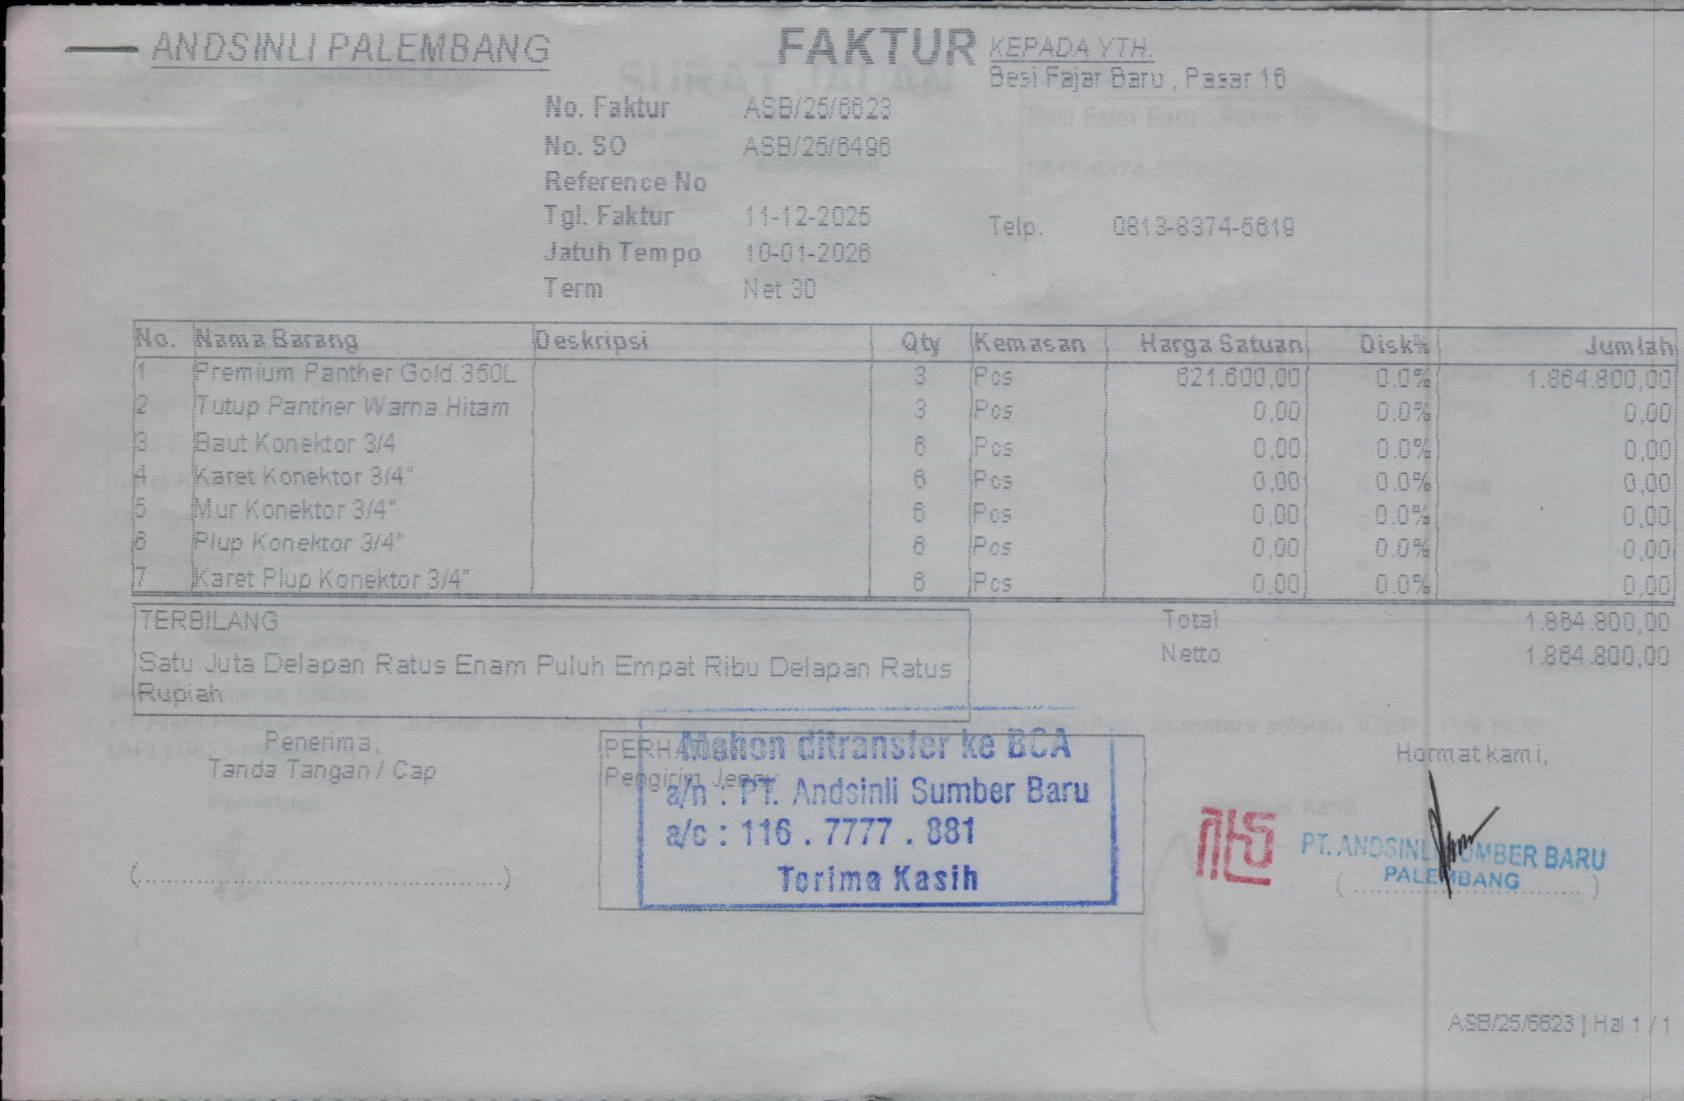 ANDSINLI PALEMBANG
FAKTUR
KEPADA YTH.
Besi Fajar Baru , Pasar 16
No. Faktur ASB/25/6623
No. SO ASB/25/6496
Reference No
Tgl. Faktur 11-12-2025
Telp. 0813-8374-5619
Jatuh Tempo 10-01-2026
Term Net 30
No. Nama Barang Deskripsi Qty Kemasan Harga Satuan Disk% Jumlah
1 Premium Panther Gold 350L 3 Pcs 621.600,00 0.0% 1.864.800,00
2 Tutup Panther Warna Hitam 3 Pcs 0,00 0.0% 0,00
3 Baut Konektor 3/4 6 Pcs 0,00 0.0% 0,00
4 Karet Konektor 3/4" 6 Pcs 0,00 0.0% 0,00
5 Mur Konektor 3/4" 6 Pcs 0,00 0.0% 0,00
6 Plup Konektor 3/4" 6 Pcs 0,00 0.0% 0,00
7 Karet Plup Konektor 3/4" 6 Pcs 0,00 0.0% 0,00
TERBILANG
Satu Juta Delapan Ratus Enam Puluh Empat Ribu Delapan Ratus
Rupiah
Total 1.864.800,00
Netto 1.864.800,00
Penerima,
Tanda Tangan / Cap
Pengirim Jenny
Mohon ditransfer ke BCA
a/n : PT. Andsinli Sumber Baru
a/c : 116 . 7777 . 881
Terima Kasih
Hormat kami,
PT. ANDSINLI SUMBER BARU
PALEMBANG
ASB/25/6623 | Hal 1 / 1